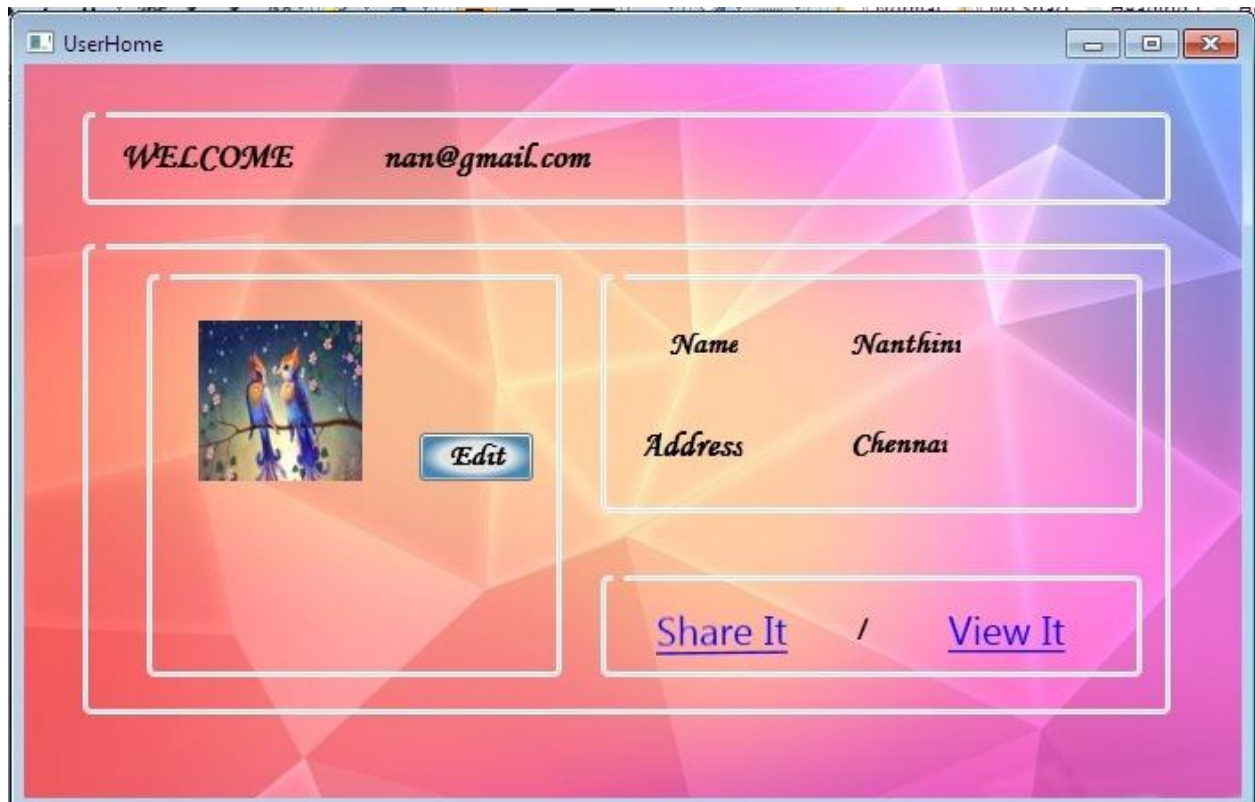 UserHome
WELCOME nan@gmail.com
Name Nanthini
Address Chennai
Edit
Share It / View It